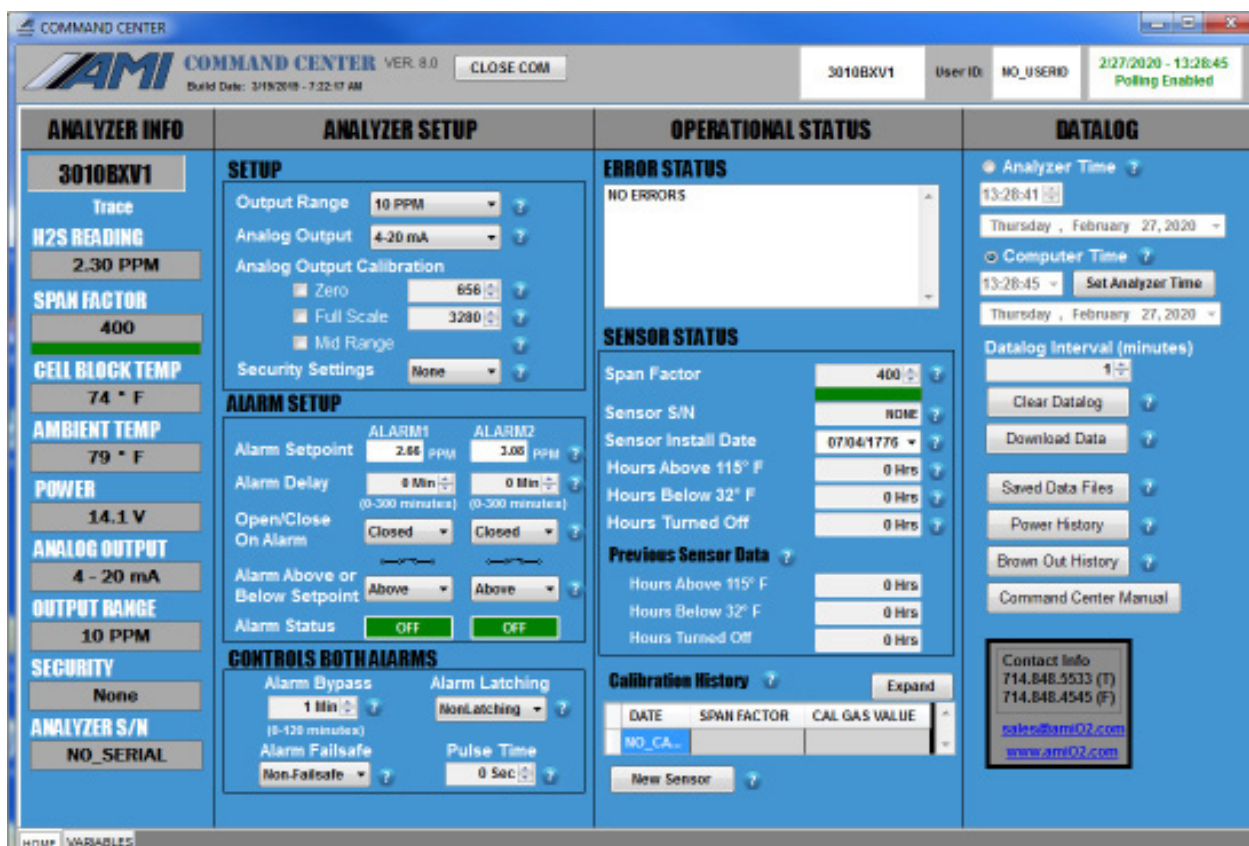 COMMAND CENTER
AMI COMMAND CENTER VER. 8.0 CLOSE COM
Build Date: 3/19/2019 - 7:22:17 AM
3010BXV1 User ID: NO_USERID 2/27/2020 - 13:28:45
Polling Enabled
ANALYZER INFO
3010BXV1
Trace
H2S READING
2.30 PPM
SPAN FACTOR
400
CELL BLOCK TEMP
74 ° F
AMBIENT TEMP
79 ° F
POWER
14.1 V
ANALOG OUTPUT
4 - 20 mA
OUTPUT RANGE
10 PPM
SECURITY
None
ANALYZER S/N
NO_SERIAL
ANALYZER SETUP
SETUP
Output Range 10 PPM ?
Analog Output 4-20 mA ?
Analog Output Calibration
Zero 656 ?
Full Scale 3280 ?
Mid Range ?
Security Settings None ?
ALARM SETUP
ALARM1 ALARM2
Alarm Setpoint 2.66 PPM 3.08 PPM ?
Alarm Delay 0 Min 0 Min ?
(0-300 minutes) (0-300 minutes)
Open/Close
On Alarm Closed Closed ?
Alarm Above or
Below Setpoint Above Above ?
Alarm Status OFF OFF
CONTROLS BOTH ALARMS
Alarm Bypass Alarm Latching
1 Min ? NonLatching ?
(0-120 minutes)
Alarm Failsafe Pulse Time
Non-Failsafe ? 0 Sec ?
OPERATIONAL STATUS
ERROR STATUS
NO ERRORS
SENSOR STATUS
Span Factor 400 ?
Sensor S/N NONE ?
Sensor Install Date 07/04/1776 ?
Hours Above 115° F 0 Hrs ?
Hours Below 32° F 0 Hrs ?
Hours Turned Off 0 Hrs ?
Previous Sensor Data ?
Hours Above 115° F 0 Hrs
Hours Below 32° F 0 Hrs
Hours Turned Off 0 Hrs
Calibration History ? Expand
DATE SPAN FACTOR CAL GAS VALUE
NO_CA...
New Sensor ?
DATALOG
Analyzer Time ?
13:28:41
Thursday , February 27, 2020
Computer Time ?
13:28:45 Set Analyzer Time
Thursday , February 27, 2020
Datalog Interval (minutes)
1
Clear Datalog ?
Download Data ?
Saved Data Files ?
Power History ?
Brown Out History ?
Command Center Manual
Contact Info
714.848.5533 (T)
714.848.4545 (F)
sales@amiO2.com
www.amiO2.com
HOME VARIABLES